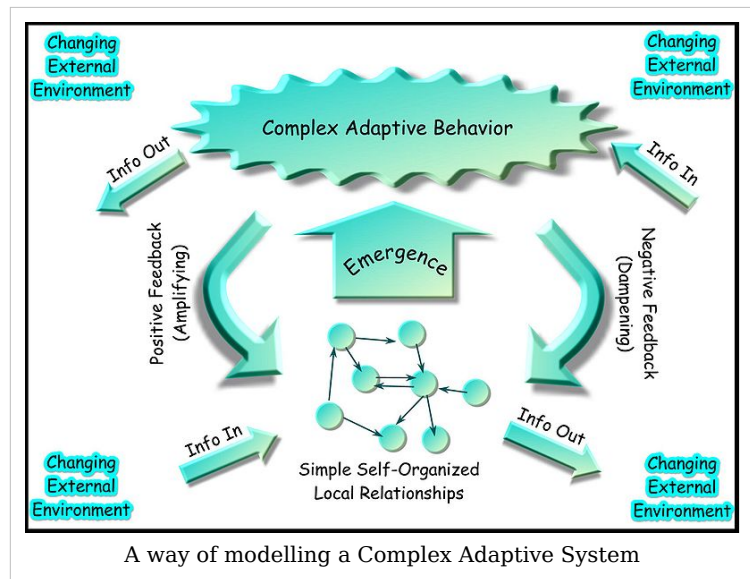 Changing
External
Environment
Changing
External
Environment
Complex Adaptive Behavior
Info Out
Info In
Positive Feedback
(Amplifying)
Emergence
Negative Feedback
(Dampening)
Info In
Info Out
Simple Self-Organized
Local Relationships
Changing
External
Environment
Changing
External
Environment
A way of modelling a Complex Adaptive System